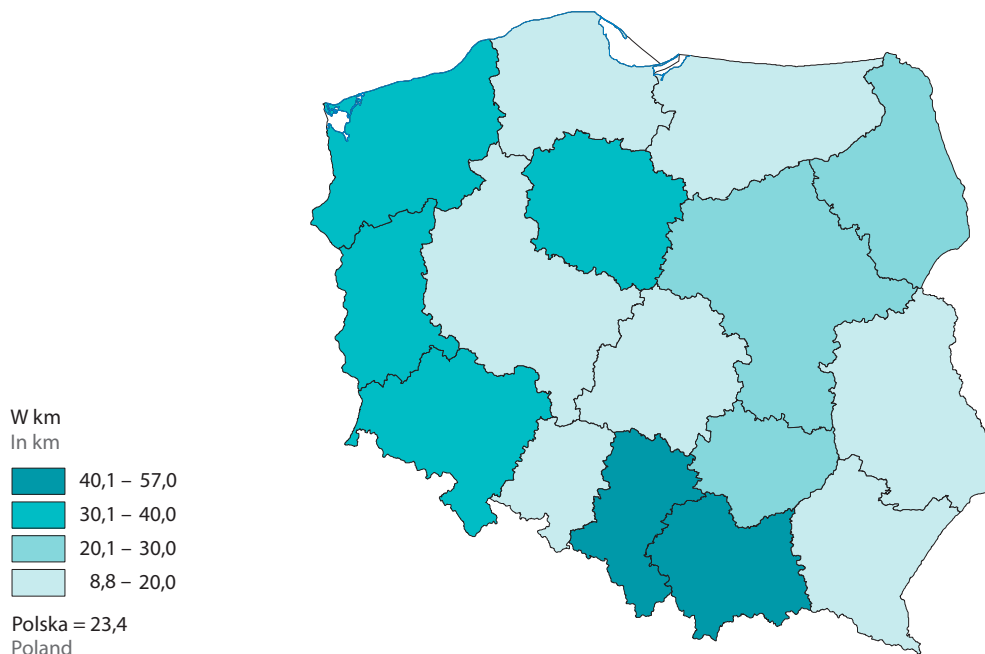 W km
In km
40,1 – 57,0
30,1 – 40,0
20,1 – 30,0
8,8 – 20,0
Polska = 23,4
Poland